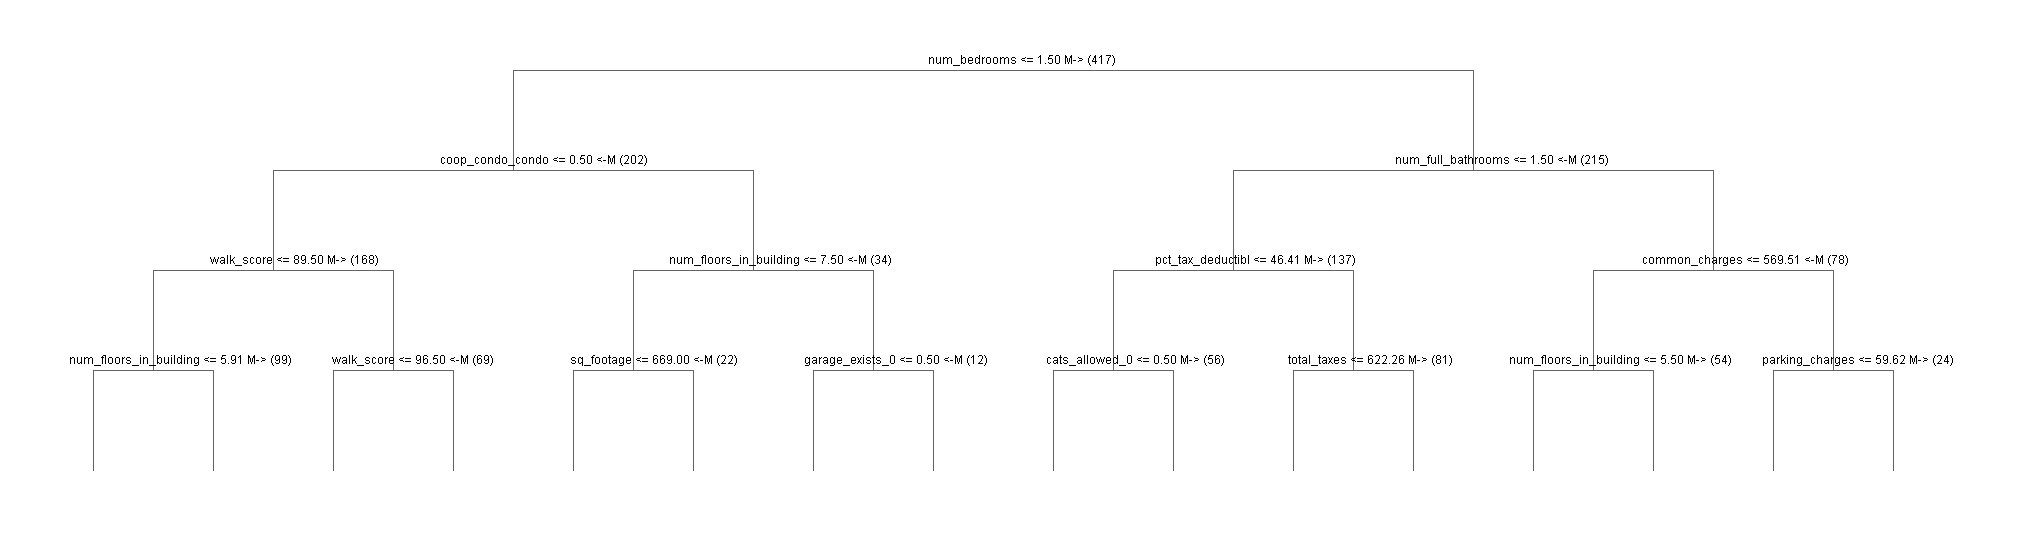 num_bedrooms <= 1.50 M-> (417)
coop_condo_condo <= 0.50 <-M (202)
num_full_bathrooms <= 1.50 <-M (215)
walk_score <= 89.50 M-> (168)
num_floors_in_building <= 7.50 <-M (34)
pct_tax_deductibl <= 46.41 M-> (137)
common_charges <= 569.51 <-M (78)
num_floors_in_building <= 5.91 M-> (99)
walk_score <= 96.50 <-M (69)
sq_footage <= 669.00 <-M (22)
garage_exists_0 <= 0.50 <-M (12)
cats_allowed_0 <= 0.50 M-> (56)
total_taxes <= 622.26 M-> (81)
num_floors_in_building <= 5.50 M-> (54)
parking_charges <= 59.62 M-> (24)